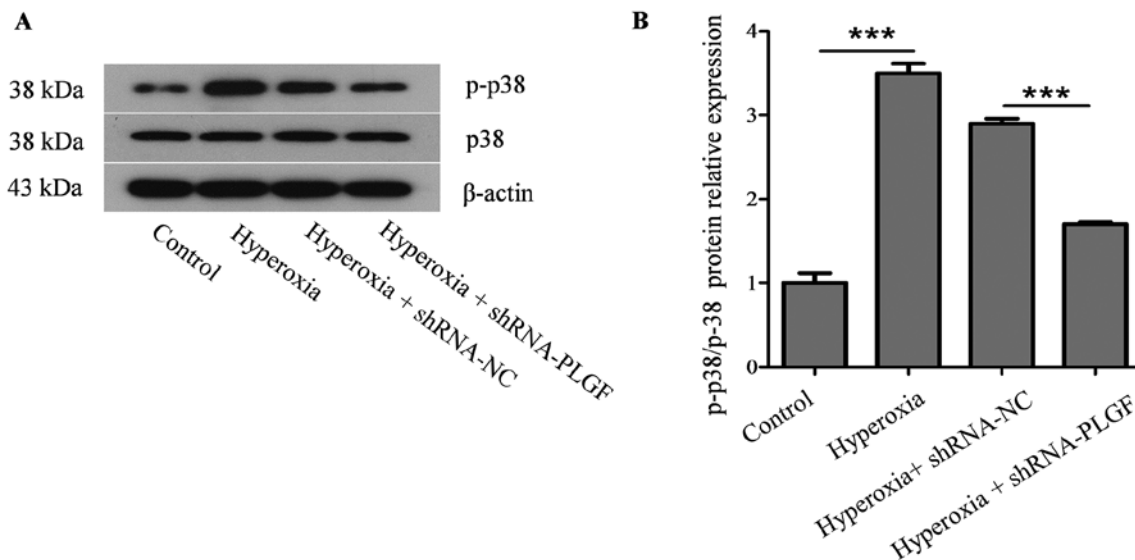 A
38 kDa
p-p38
38 kDa
p38
43 kDa
β-actin
Control
Hyperoxia
Hyperoxia + shRNA-NC
Hyperoxia + shRNA-PLGF
B
p-p38/p-38 protein relative expression
4
3
2
1
0
***
***
Control
Hyperoxia
Hyperoxia+ shRNA-NC
Hyperoxia + shRNA-PLGF